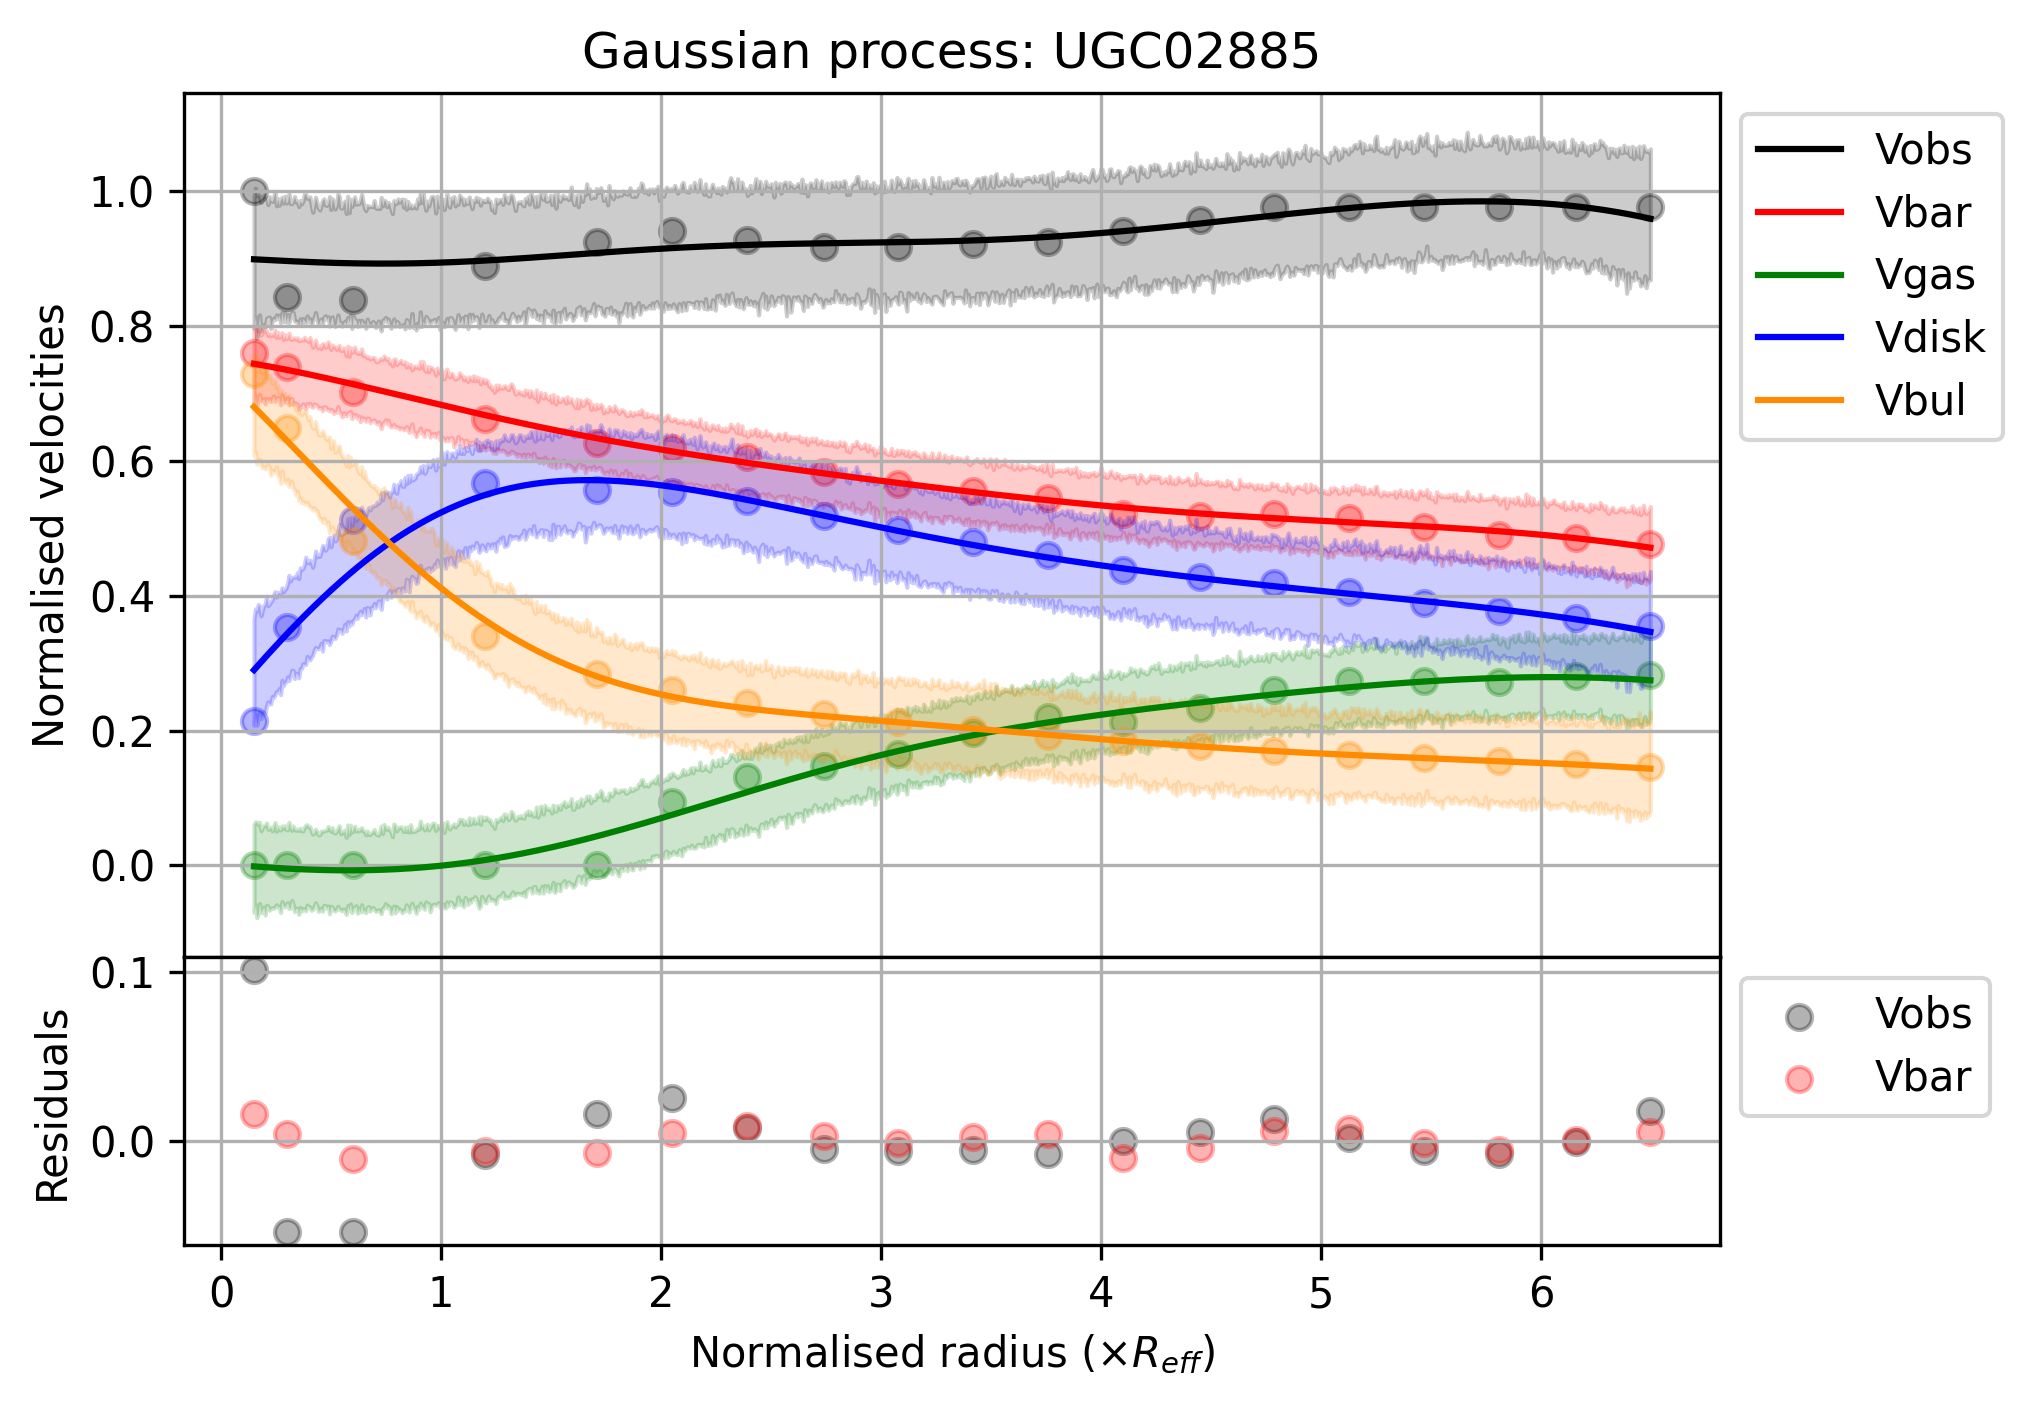 Gaussian process: UGC02885
Normalised velocities
1.0
0.8
0.6
0.4
0.2
0.0
Vobs
Vbar
Vgas
Vdisk
Vbul
Residuals
0.1
0.0
Vobs
Vbar
0 1 2 3 4 5 6
Normalised radius (×R_{eff})